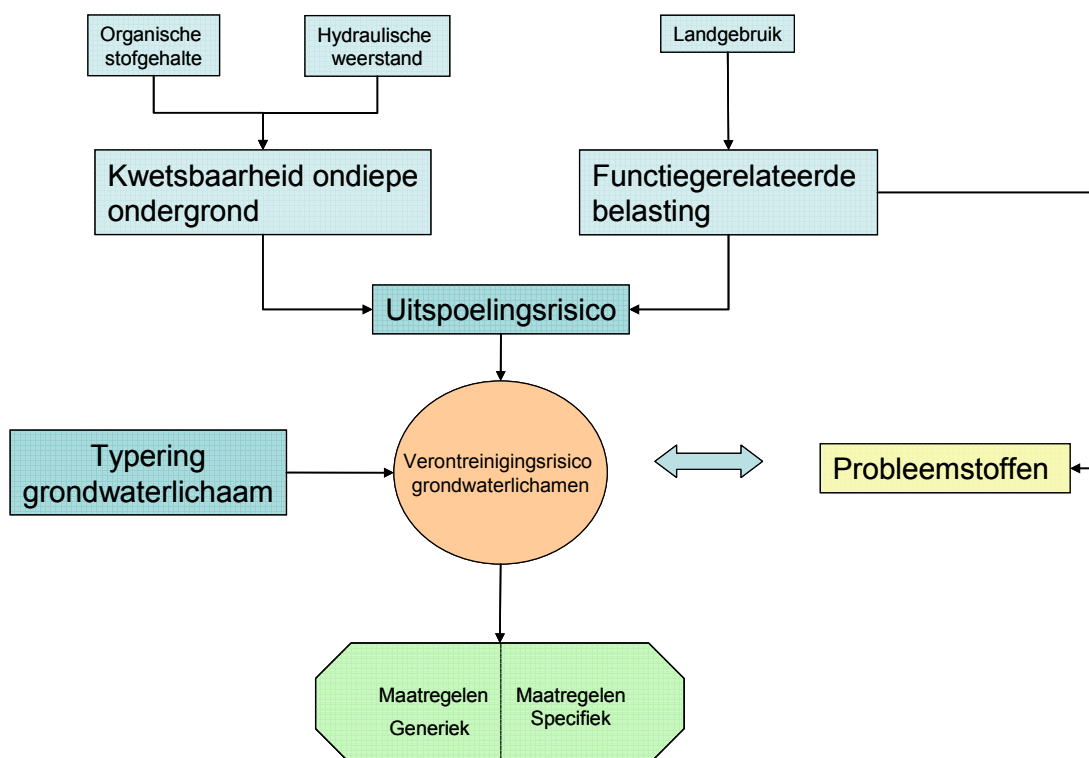 Organische
stofgehalte
Hydraulische
weerstand
Landgebruik
Kwetsbaarheid ondiepe
ondergrond
Functiegerelateerde
belasting
Uitspoelingsrisico
Typering
grondwaterlichaam
Verontreinigingsrisico
grondwaterlichamen
Probleemstoffen
Maatregelen
Generiek
Maatregelen
Specifiek